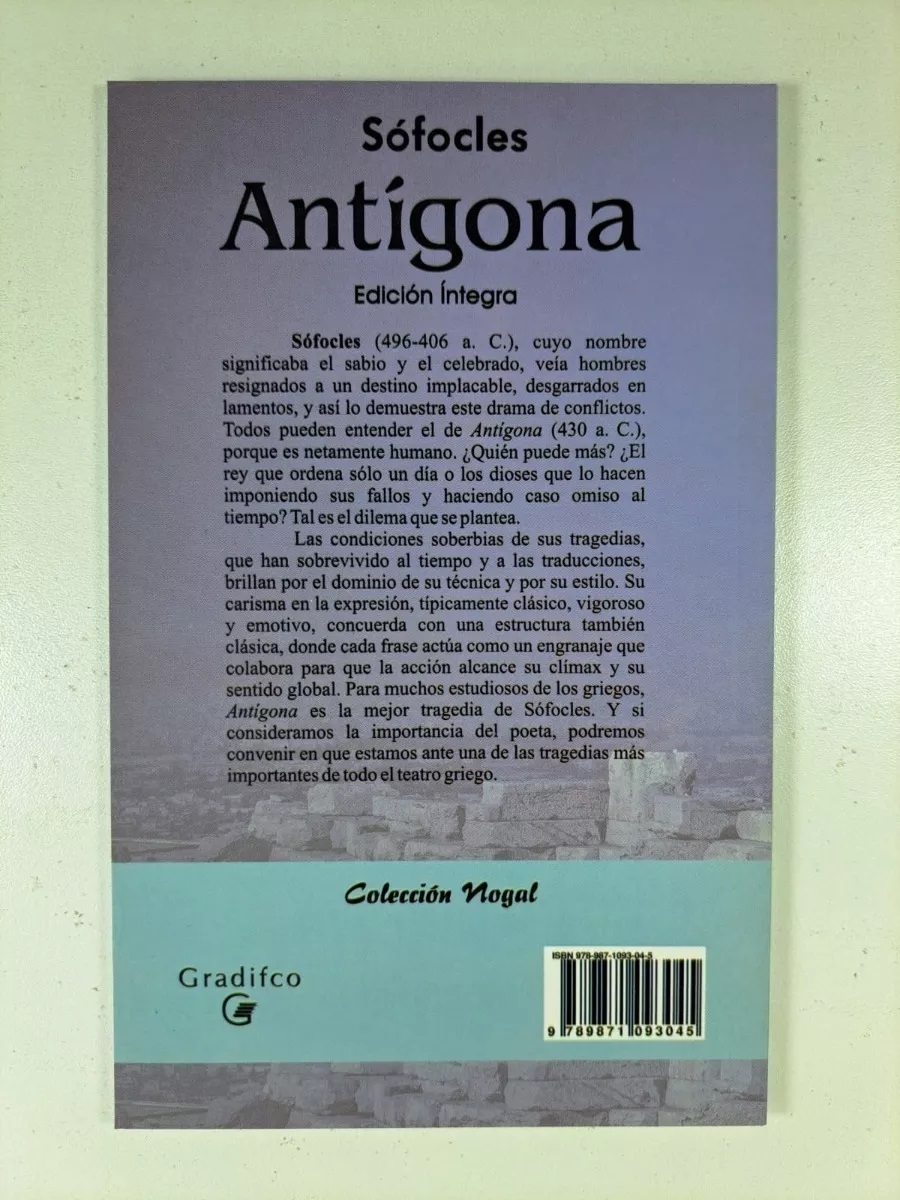 Sófocles
Antígona
Edición Íntegra
Sófocles (496-406 a. C.), cuyo nombre
significaba el sabio y el celebrado, veía hombres
resignados a un destino implacable, desgarrados en
lamentos, y así lo demuestra este drama de conflictos.
Todos pueden entender el de Antígona (430 a. C.),
porque es netamente humano. ¿Quién puede más? ¿El
rey que ordena sólo un día o los dioses que lo hacen
imponiendo sus fallos y haciendo caso omiso al
tiempo? Tal es el dilema que se plantea.
Las condiciones soberbias de sus tragedias,
que han sobrevivido al tiempo y a las traducciones,
brillan por el dominio de su técnica y por su estilo. Su
carisma en la expresión, típicamente clásico, vigoroso
y emotivo, concuerda con una estructura también
clásica, donde cada frase actúa como un engranaje que
colabora para que la acción alcance su clímax y su
sentido global. Para muchos estudiosos de los griegos,
Antígona es la mejor tragedia de Sófocles. Y si
consideramos la importancia del poeta, podremos
convenir en que estamos ante una de las tragedias más
importantes de todo el teatro griego.
Colección Nogal
Gradifco
ISBN 978-987-1093-04-5
9 789871 093045